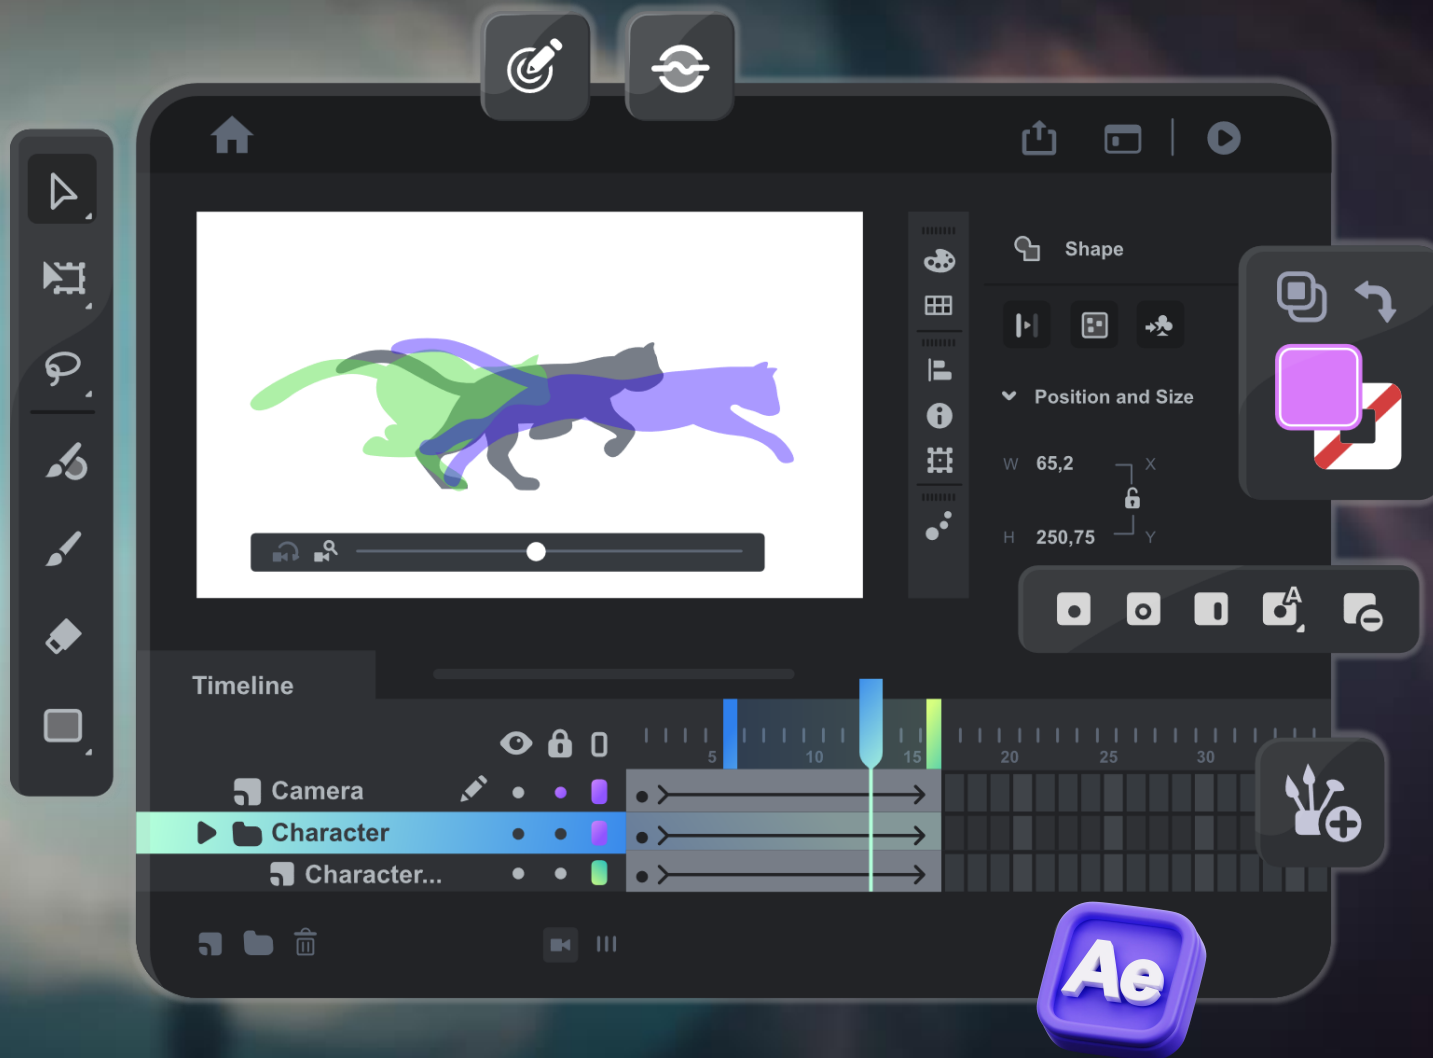 Shape
Position and Size
W 65,2 X
H 250,75 Y
A
Timeline
5 10 15 20 25 30
Camera
Character
Character...
Ae